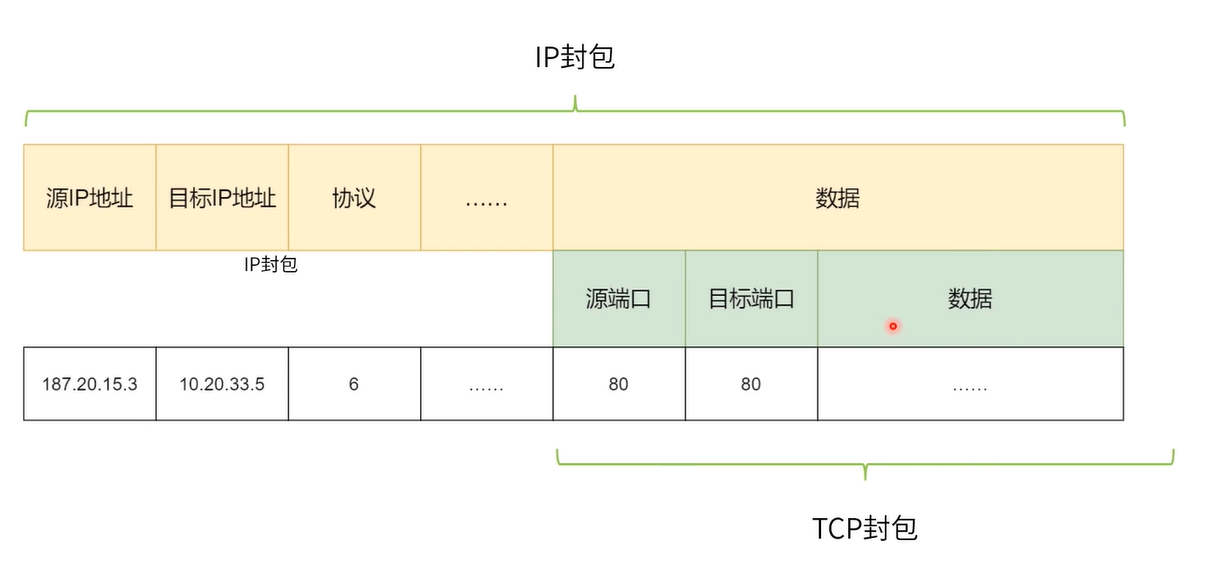 IP封包
源IP地址 目标IP地址 协议 …… 数据
IP封包
源端口 目标端口 数据
187.20.15.3 10.20.33.5 6 …… 80 80 ……
TCP封包